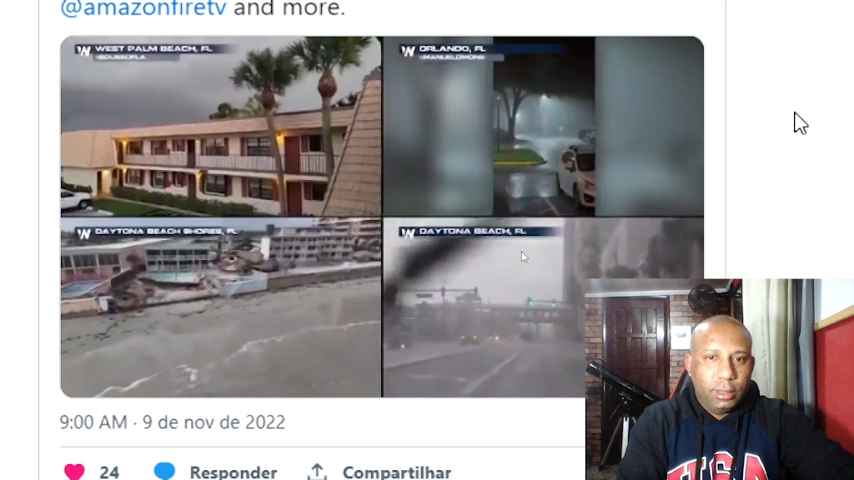 @amazonfiretv and more.
WEST PALM BEACH, FL
ORLANDO, FL
DAYTONA BEACH SHORES, FL
DAYTONA BEACH, FL
9:00 AM · 9 de nov de 2022
24 Responder Compartilhar
USA